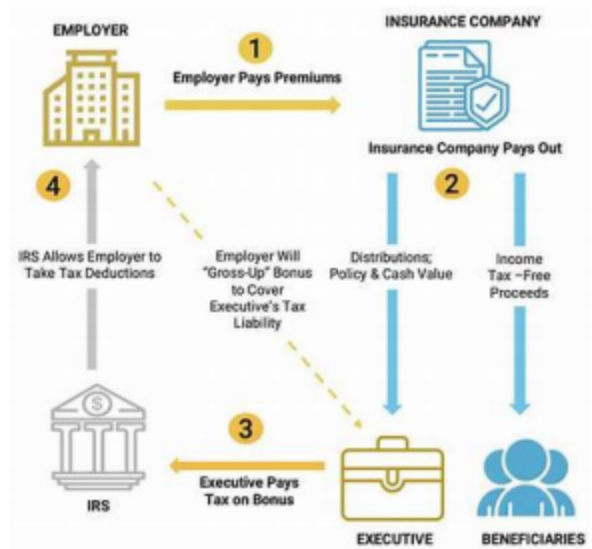 EMPLOYER
INSURANCE COMPANY
1
Employer Pays Premiums
Insurance Company Pays Out
4
2
IRS Allows Employer to
Take Tax Deductions
Employer Will
"Gross-Up" Bonus
to Cover
Executive's Tax
Liability
Distributions;
Policy & Cash Value
Income
Tax –Free
Proceeds
$
3
Executive Pays
Tax on Bonus
IRS
EXECUTIVE
BENEFICIARIES